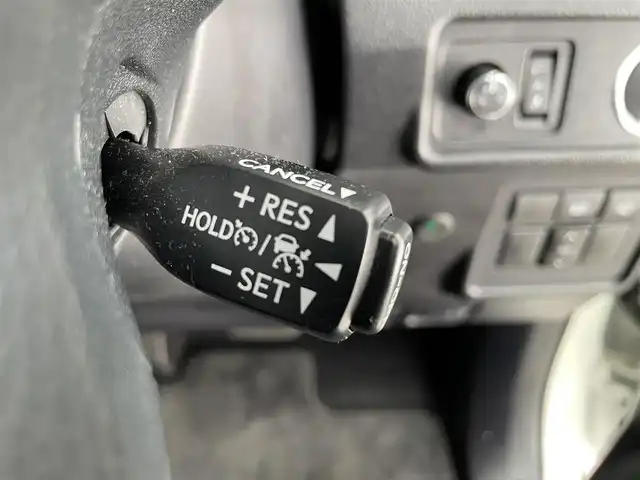 CANCEL▼
+ RES ▲
HOLD /
− SET ▼